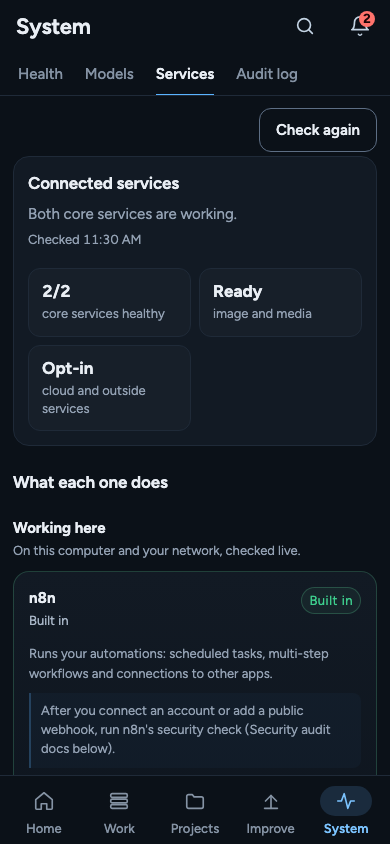 System
2
Health Models Services Audit log
Check again
Connected services
Both core services are working.
Checked 11:30 AM
2/2
core services healthy
Ready
image and media
Opt-in
cloud and outside
services
What each one does
Working here
On this computer and your network, checked live.
n8n
Built in
Built in
Runs your automations: scheduled tasks, multi-step
workflows and connections to other apps.
After you connect an account or add a public
webhook, run n8n's security check (Security audit
docs below).
Home Work Projects Improve System